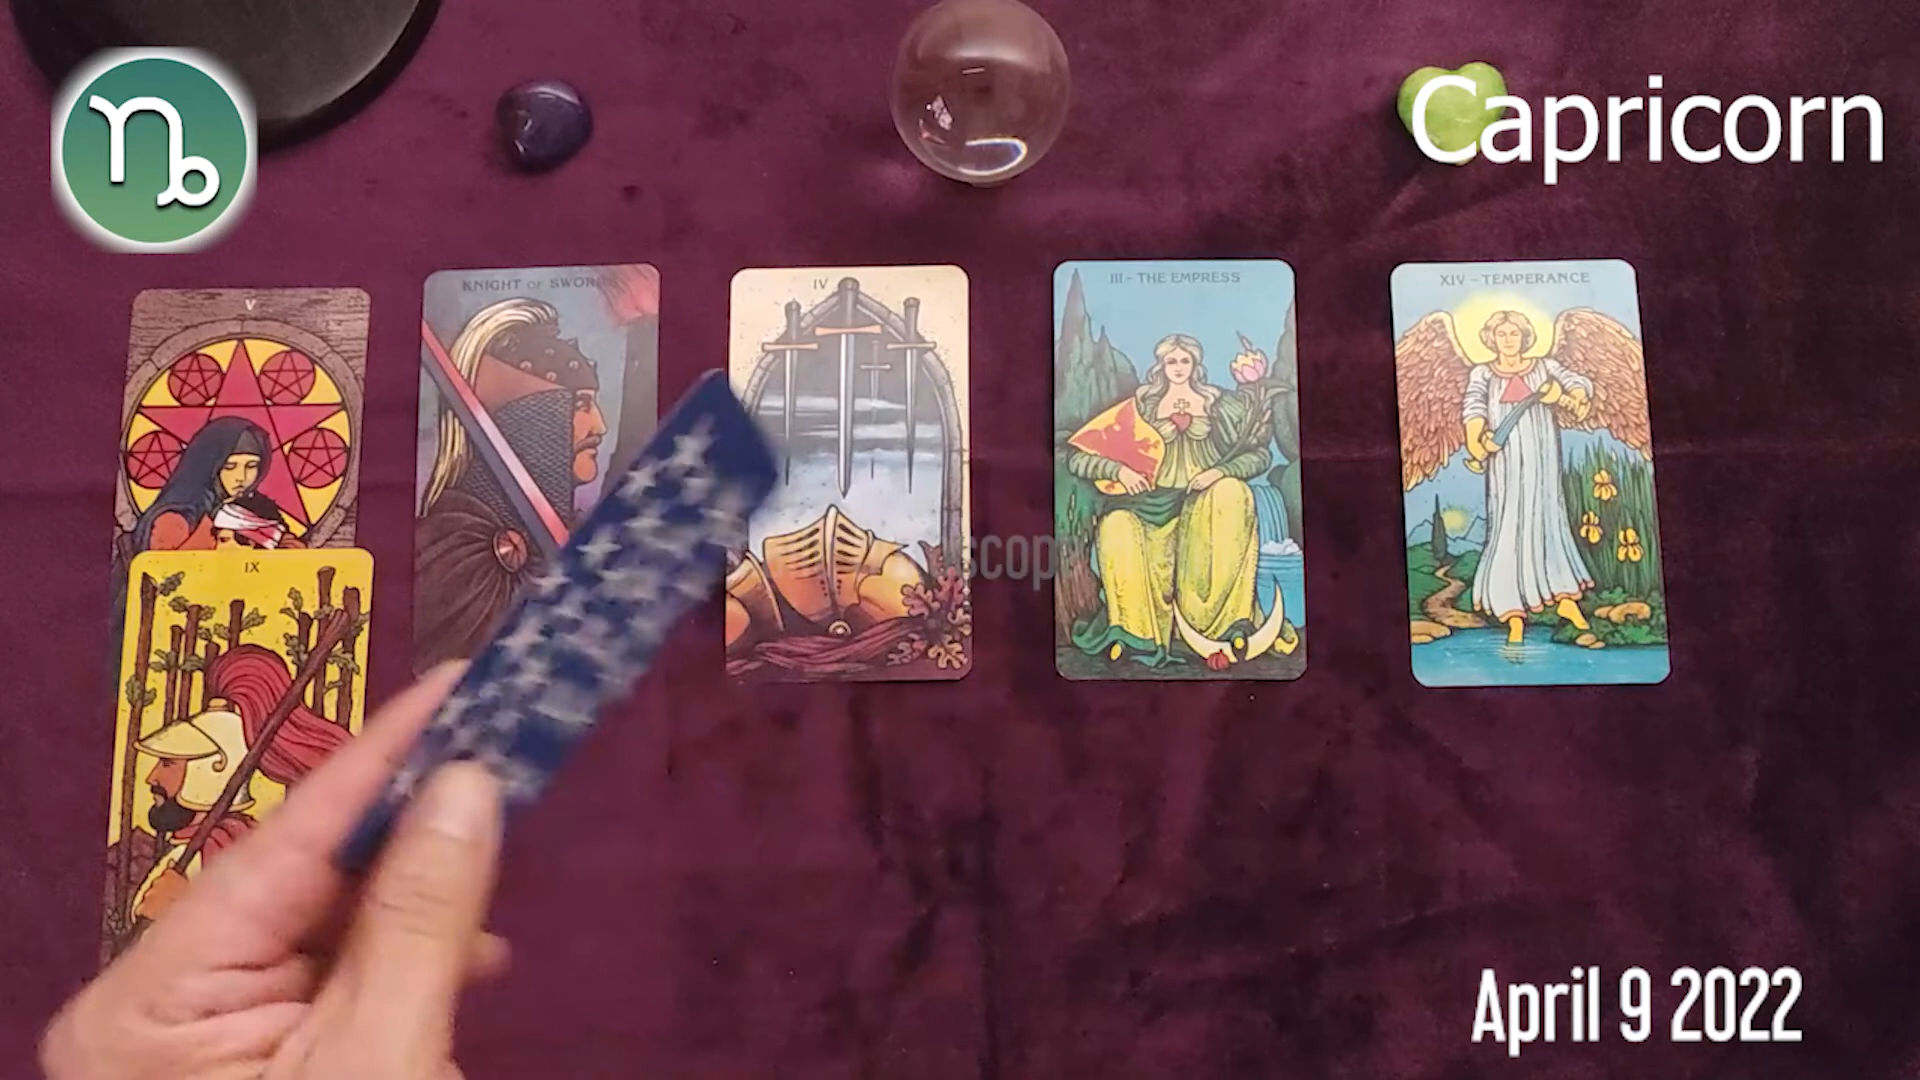 Capricorn
V
KNIGHT OF SWORDS
IV
III - THE EMPRESS
XIV - TEMPERANCE
IX
April 9 2022